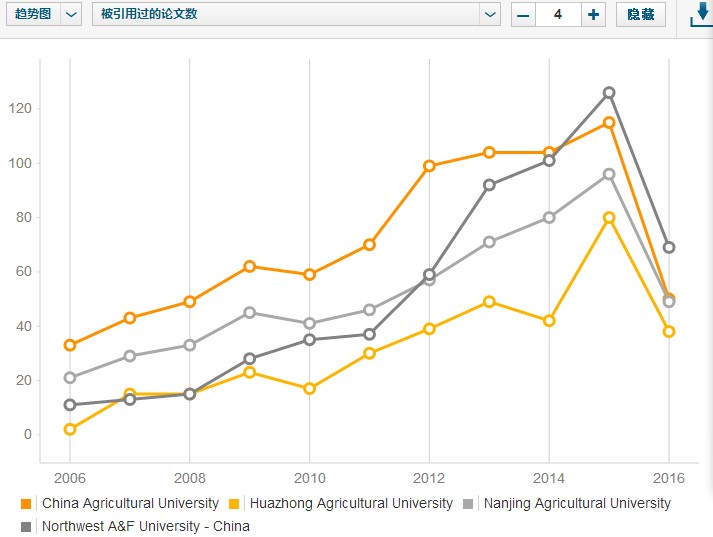 趋势图 被引用过的论文数 − 4 + 隐藏
120
100
80
60
40
20
0
2006 2008 2010 2012 2014 2016
China Agricultural University Huazhong Agricultural University Nanjing Agricultural University
Northwest A&F University - China